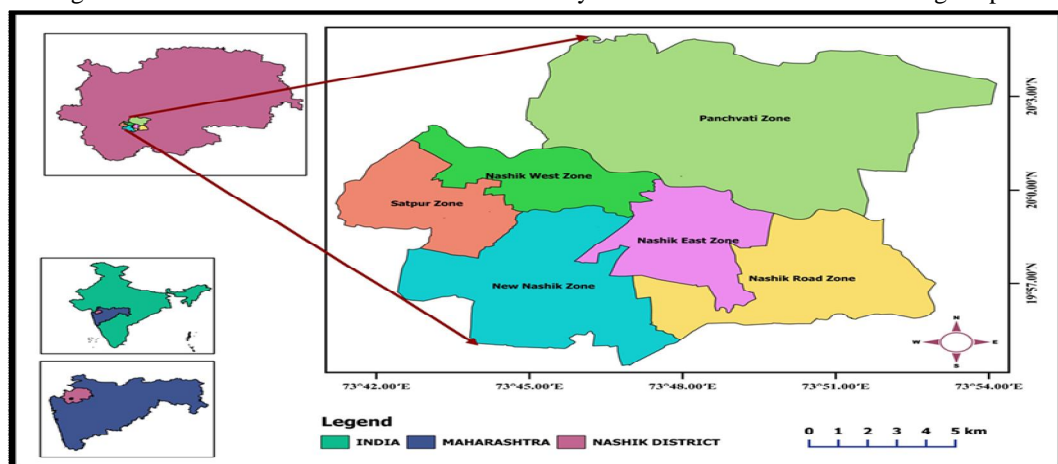 Panchvati Zone
20°3.00'N
Nashik West Zone
20°0.00'N
Satpur Zone
Nashik East Zone
Nashik Road Zone
New Nashik Zone
19°57.00'N
N
W E
S
73°42.00'E 73°45.00'E 73°48.00'E 73°51.00'E 73°54.00'E
Legend
INDIA MAHARASHTRA NASHIK DISTRICT
0 1 2 3 4 5 km